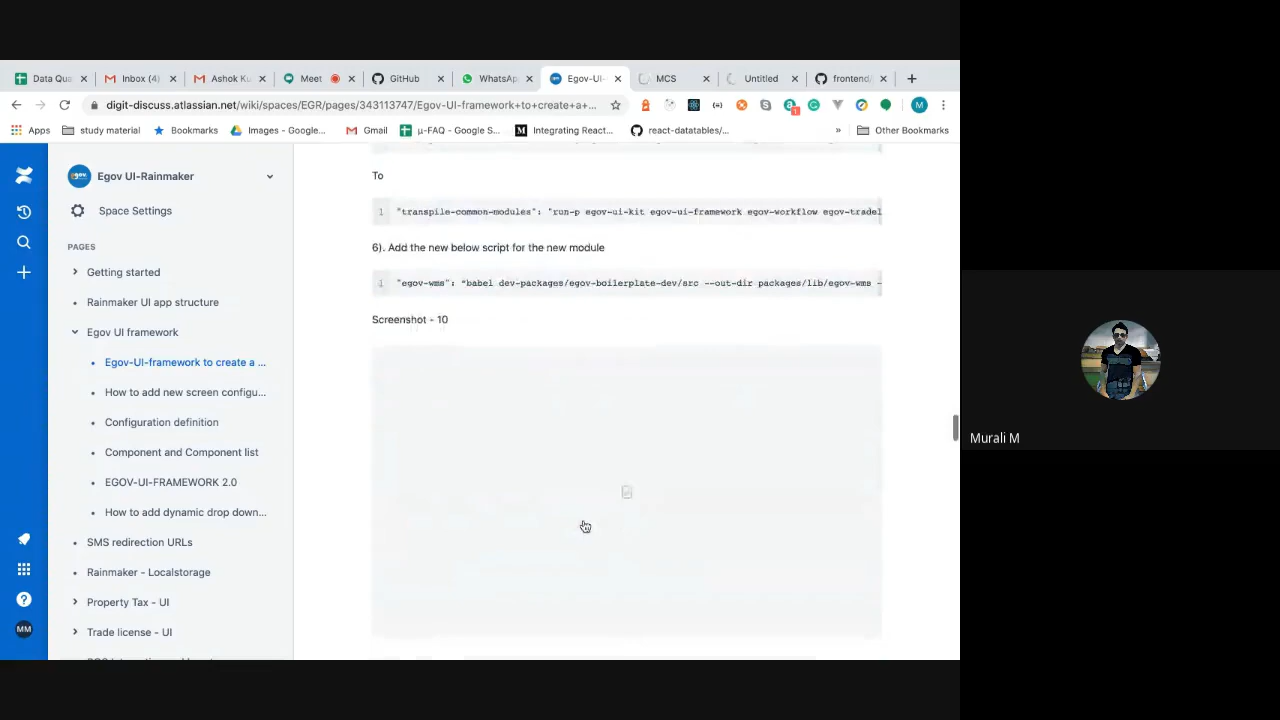 Data Qua
Inbox (4)
Ashok Ku
Meet
GitHub
WhatsAp
Egov-UI-
MCS
Untitled
frontend/
digit-discuss.atlassian.net/wiki/spaces/EGR/pages/343113747/Egov-UI-framework+to+create+a+...
Apps
study material
Bookmarks
Images - Google...
Gmail
μ-FAQ - Google S...
Integrating React...
react-datatables/...
»
Other Bookmarks
egov
Egov UI-Rainmaker
Space Settings
PAGES
Getting started
Rainmaker UI app structure
Egov UI framework
Egov-UI-framework to create a ...
How to add new screen configu...
Configuration definition
Component and Component list
EGOV-UI-FRAMEWORK 2.0
How to add dynamic drop down...
SMS redirection URLs
Rainmaker - Localstorage
Property Tax - UI
Trade license - UI
MM
To
1 "transpile-common-modules": "run-p egov-ui-kit egov-ui-framework egov-workflow egov-tradel
6). Add the new below script for the new module
1 "egov-wms": "babel dev-packages/egov-boilerplate-dev/src --out-dir packages/lib/egov-wms -
Screenshot - 10
Murali M